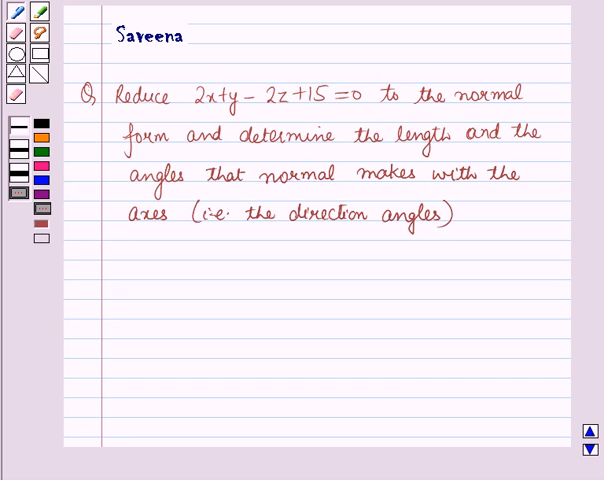 Saveena
Q Reduce 2x+y - 2z+15=0 to the normal
form and determine the length and the
angles that normal makes with the
axes (i.e. the direction angles)